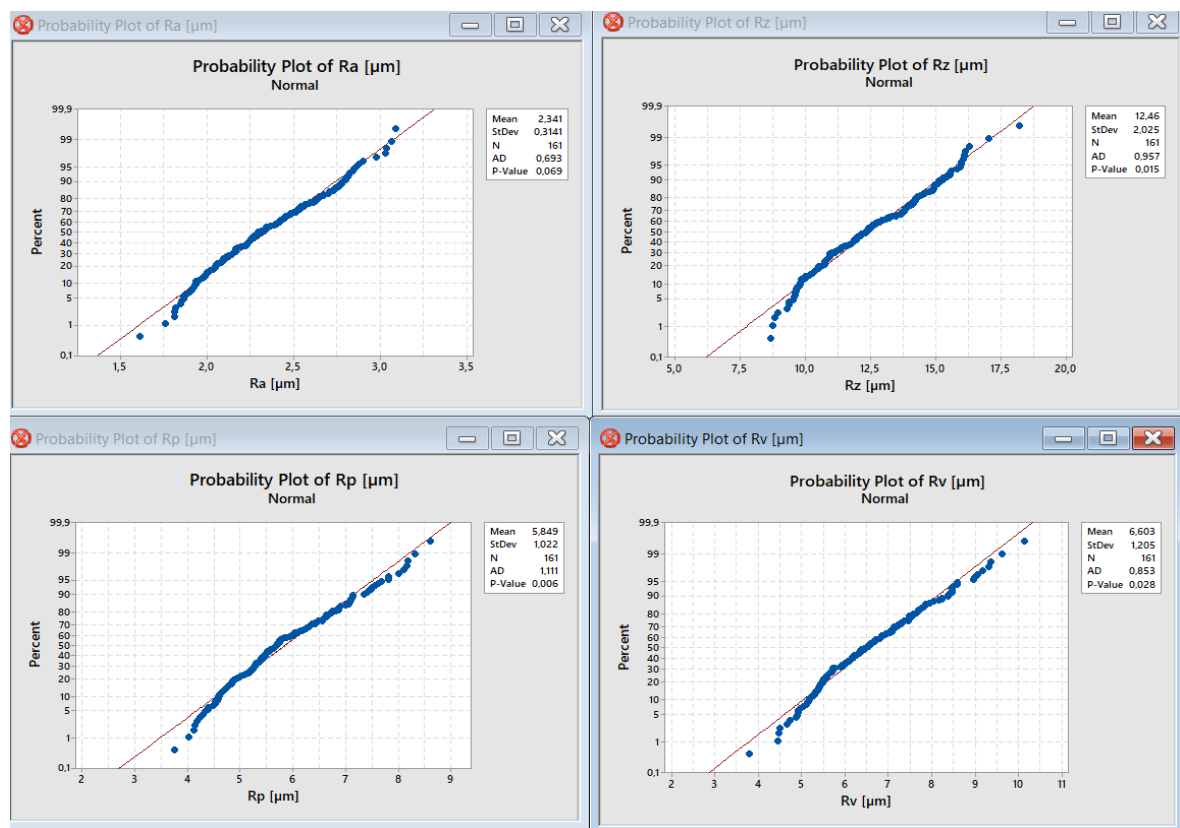 Probability Plot of Ra [µm]
Probability Plot of Ra [µm]
Normal
99,9
99
95
90
80
70
60
50
40
30
20
10
5
1
0,1
Percent
1,5 2,0 2,5 3,0 3,5
Ra [µm]
Mean 2,341
StDev 0,3141
N 161
AD 0,693
P-Value 0,069
Probability Plot of Rz [µm]
Probability Plot of Rz [µm]
Normal
99,9
99
95
90
80
70
60
50
40
30
20
10
5
1
0,1
Percent
5,0 7,5 10,0 12,5 15,0 17,5 20,0
Rz [µm]
Mean 12,46
StDev 2,025
N 161
AD 0,957
P-Value 0,015
Probability Plot of Rp [µm]
Probability Plot of Rp [µm]
Normal
99,9
99
95
90
80
70
60
50
40
30
20
10
5
1
0,1
Percent
2 3 4 5 6 7 8 9
Rp [µm]
Mean 5,849
StDev 1,022
N 161
AD 1,111
P-Value 0,006
Probability Plot of Rv [µm]
Probability Plot of Rv [µm]
Normal
99,9
99
95
90
80
70
60
50
40
30
20
10
5
1
0,1
Percent
2 3 4 5 6 7 8 9 10 11
Rv [µm]
Mean 6,603
StDev 1,205
N 161
AD 0,853
P-Value 0,028